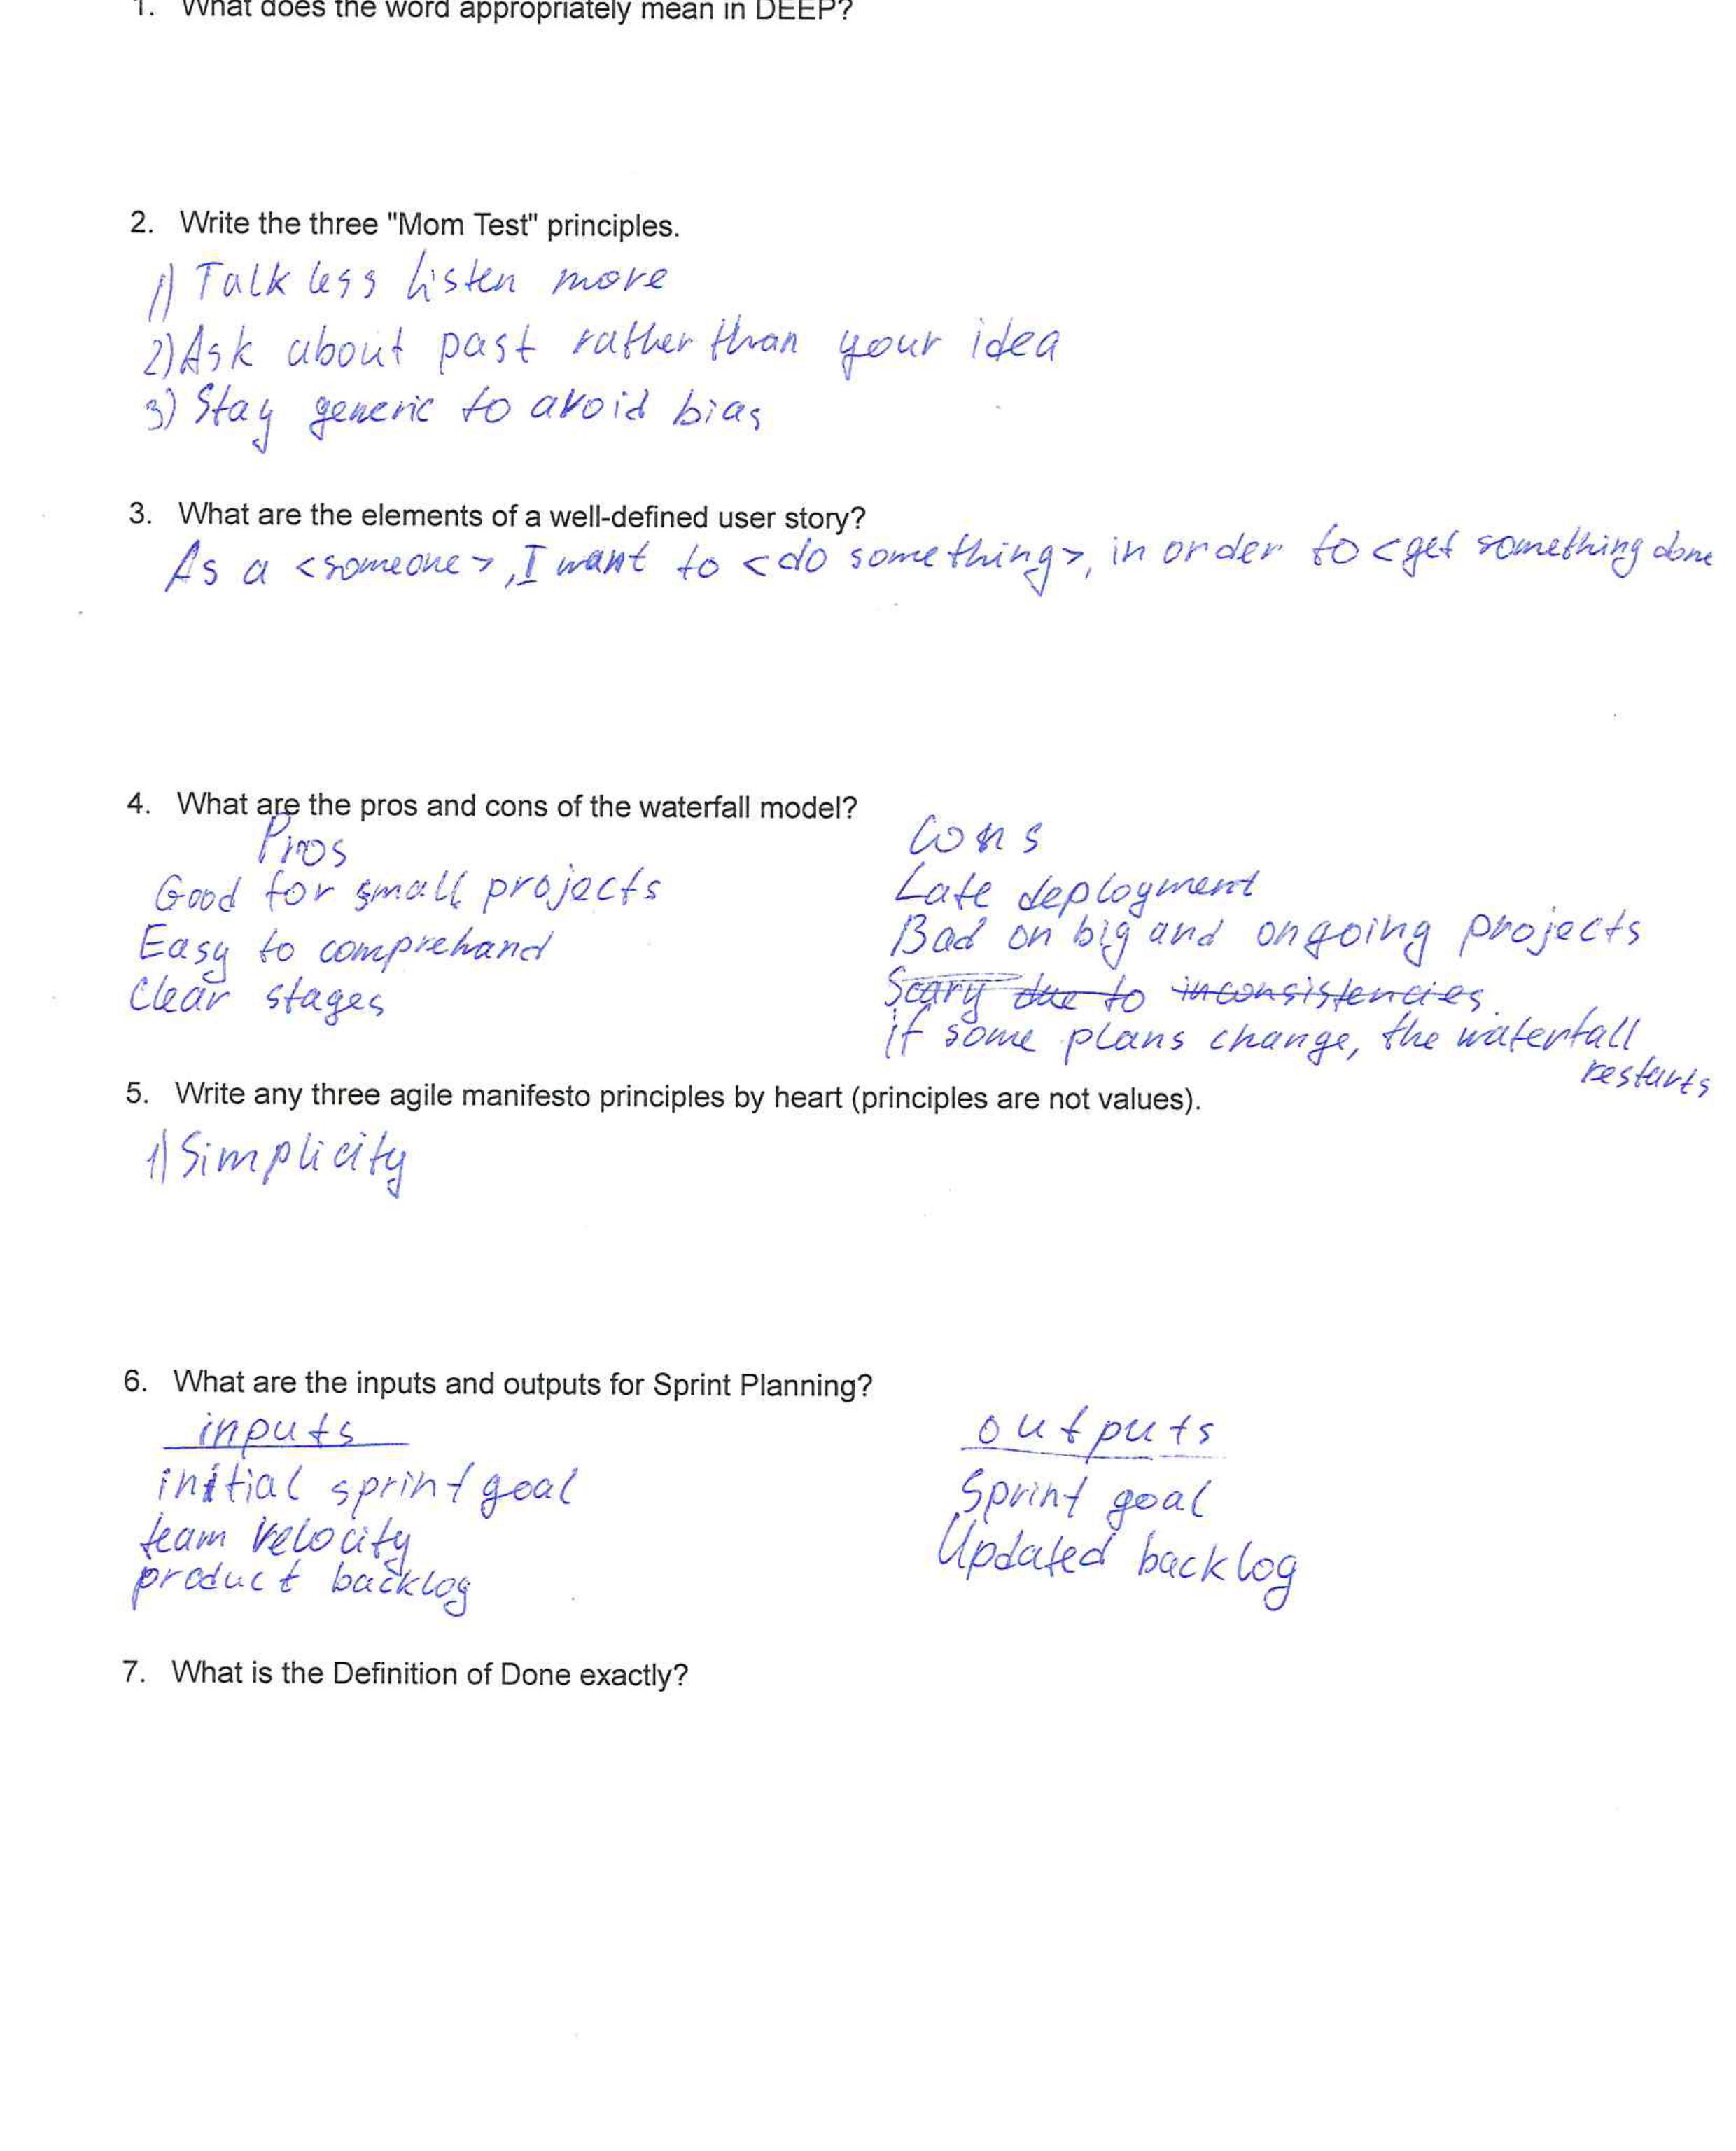 1. What does the word appropriately mean in DEEP?
2. Write the three "Mom Test" principles.
1) Talk less listen more
2) Ask about past rather than your idea
3) Stay generic to avoid bias
3. What are the elements of a well-defined user story?
As a <someone>, I want to <do something>, in order to <get something done
4. What are the pros and cons of the waterfall model?
Pros
Good for small projects
Easy to comprehand
Clear stages
Cons
Late deployment
Bad on big and ongoing projects
Scary due to inconsistencies
if some plans change, the waterfall
restarts
5. Write any three agile manifesto principles by heart (principles are not values).
1) Simplicity
6. What are the inputs and outputs for Sprint Planning?
inputs
initial sprint goal
team velocity
product backlog
outputs
Sprint goal
Updated backlog
7. What is the Definition of Done exactly?